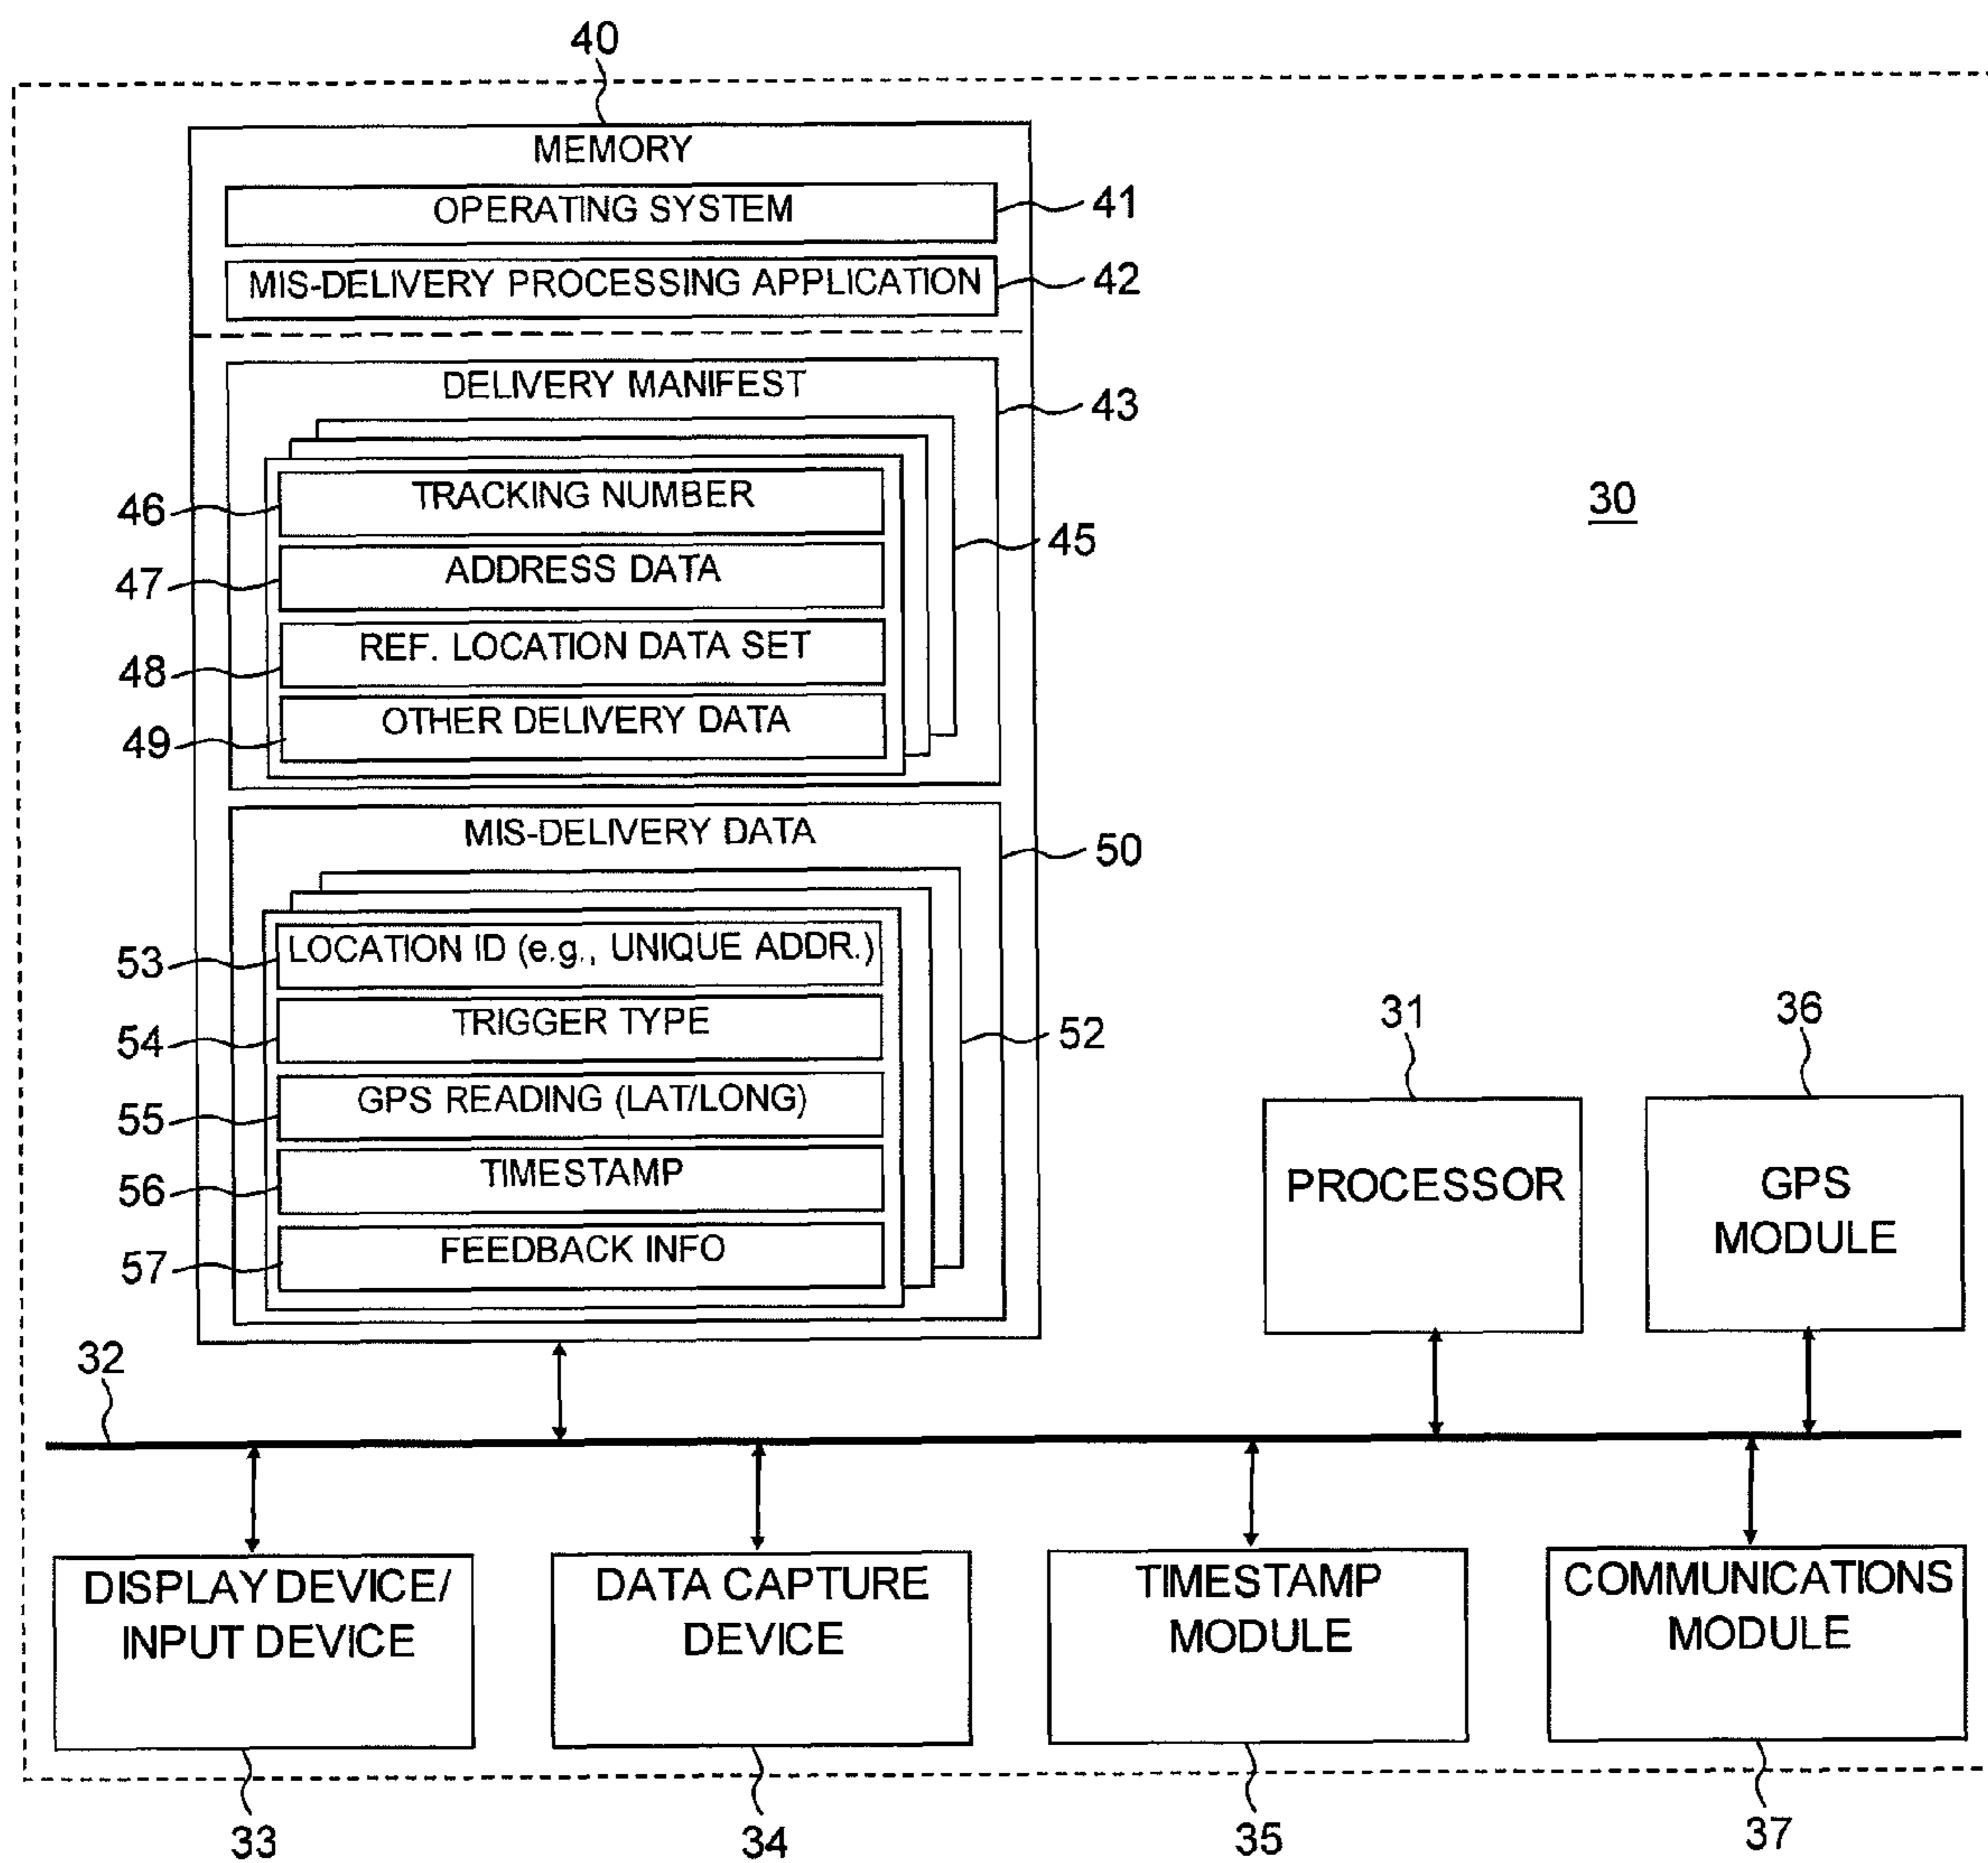 40
MEMORY
OPERATING SYSTEM
41
MIS-DELIVERY PROCESSING APPLICATION
42
DELIVERY MANIFEST
43
TRACKING NUMBER
46
45
ADDRESS DATA
47
REF. LOCATION DATA SET
48
OTHER DELIVERY DATA
49
30
MIS-DELIVERY DATA
50
LOCATION ID (e.g., UNIQUE ADDR.)
53
TRIGGER TYPE
54
52
GPS READING (LAT/LONG)
55
TIMESTAMP
56
FEEDBACK INFO
57
31
PROCESSOR
36
GPS
MODULE
32
DISPLAY DEVICE/
INPUT DEVICE
33
DATA CAPTURE
DEVICE
34
TIMESTAMP
MODULE
35
COMMUNICATIONS
MODULE
37